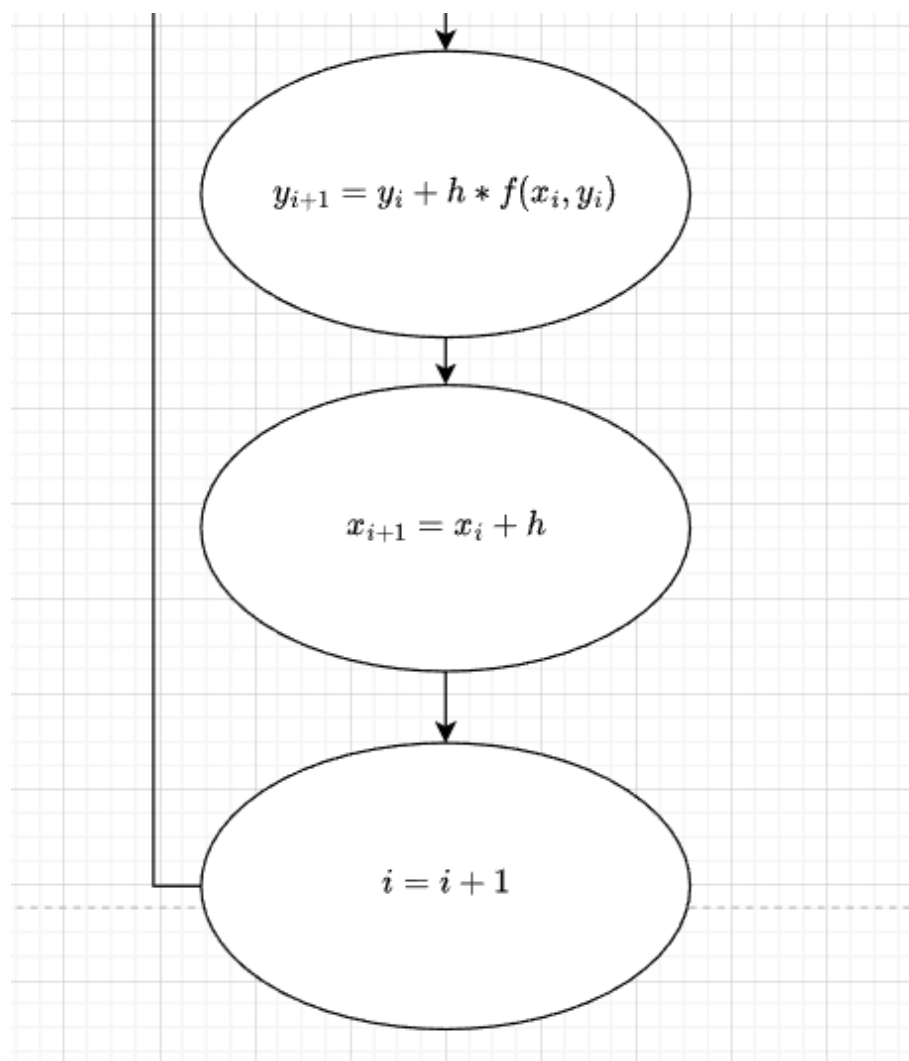 y_{i+1} = y_i + h * f(x_i, y_i)
x_{i+1} = x_i + h
i = i + 1